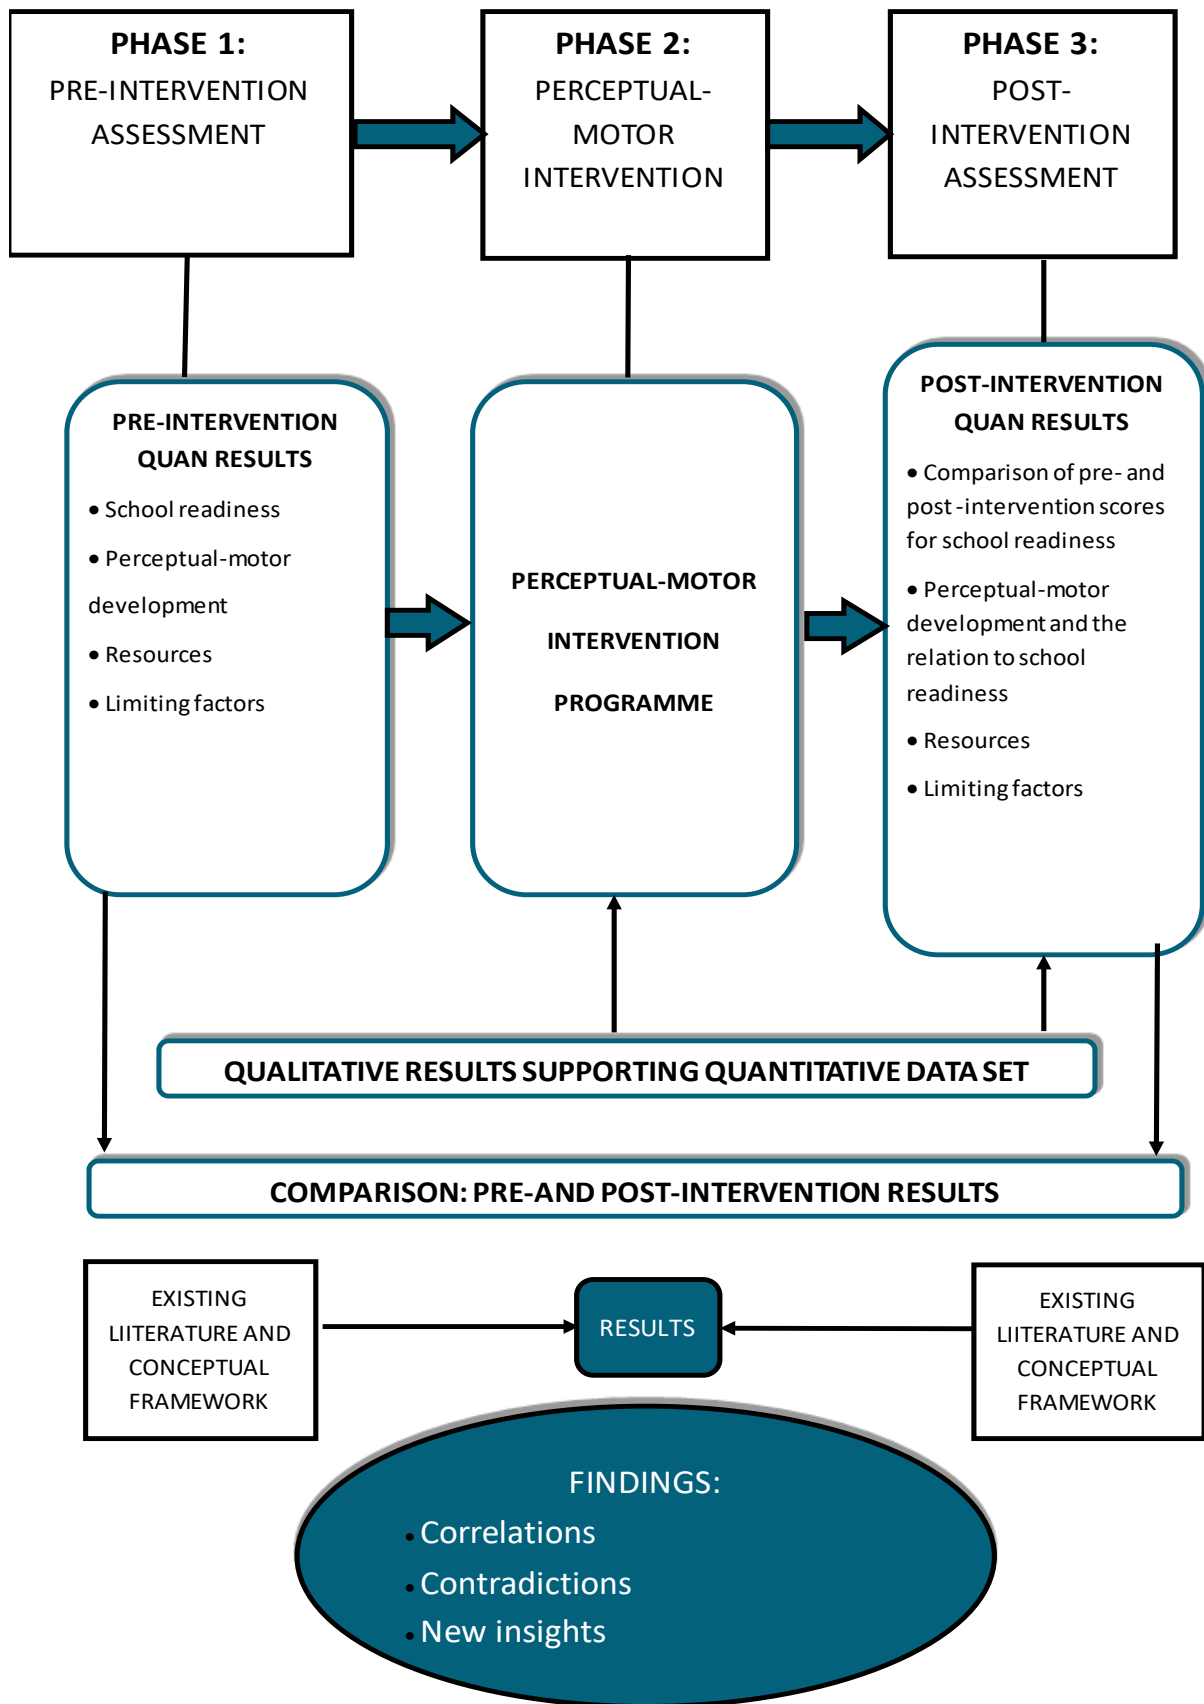 PHASE 1:
PRE-INTERVENTION
ASSESSMENT
PHASE 2:
PERCEPTUAL-
MOTOR
INTERVENTION
PHASE 3:
POST-
INTERVENTION
ASSESSMENT
PRE-INTERVENTION
QUAN RESULTS
• School readiness
• Perceptual-motor
development
• Resources
• Limiting factors
PERCEPTUAL-MOTOR
INTERVENTION
PROGRAMME
POST-INTERVENTION
QUAN RESULTS
• Comparison of pre- and
post -intervention scores
for school readiness
• Perceptual-motor
development and the
relation to school
readiness
• Resources
• Limiting factors
QUALITATIVE RESULTS SUPPORTING QUANTITATIVE DATA SET
COMPARISON: PRE-AND POST-INTERVENTION RESULTS
EXISTING
LIITERATURE AND
CONCEPTUAL
FRAMEWORK
RESULTS
EXISTING
LIITERATURE AND
CONCEPTUAL
FRAMEWORK
FINDINGS:
• Correlations
• Contradictions
• New insights